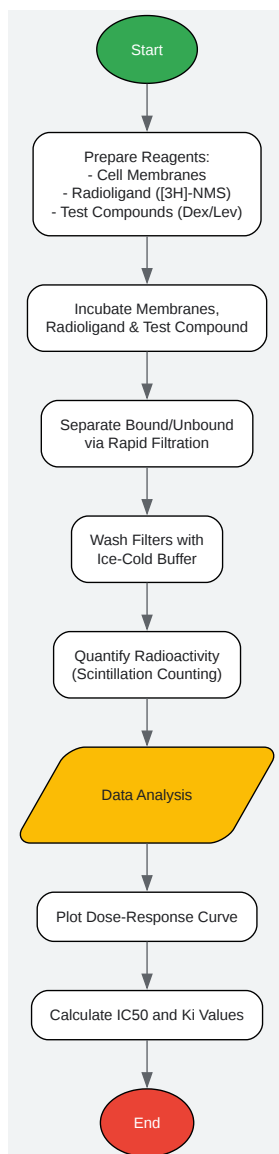 Start
Prepare Reagents:
- Cell Membranes
- Radioligand ([3H]-NMS)
- Test Compounds (Dex/Lev)
Incubate Membranes,
Radioligand & Test Compound
Separate Bound/Unbound
via Rapid Filtration
Wash Filters with
Ice-Cold Buffer
Quantify Radioactivity
(Scintillation Counting)
Data Analysis
Plot Dose-Response Curve
Calculate IC50 and Ki Values
End